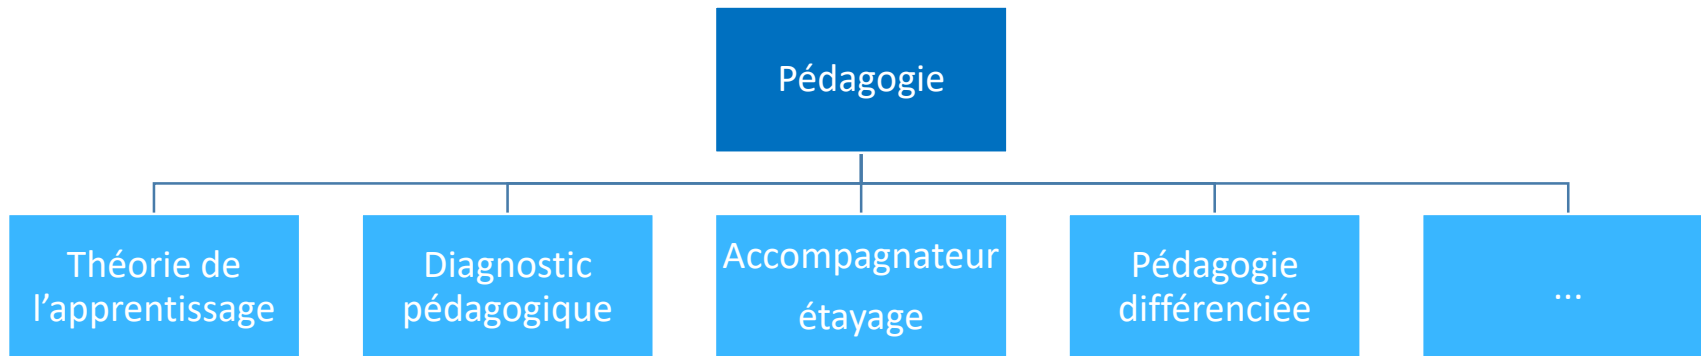 Pédagogie
Théorie de
l’apprentissage
Diagnostic
pédagogique
Accompagnateur
étayage
Pédagogie
différenciée
...